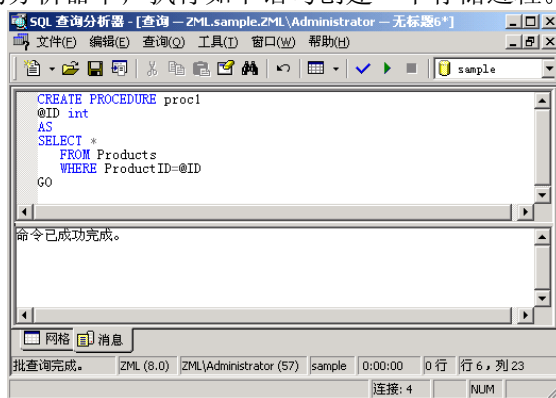 分析器中，执行如下语句创建一个存储过程。
SQL 查询分析器 - [查询 — ZML.sample.ZML\Administrator — 无标题6*]
文件(F) 编辑(E) 查询(Q) 工具(T) 窗口(W) 帮助(H)
sample
CREATE PROCEDURE proc1
@ID int
AS
SELECT *
FROM Products
WHERE ProductID=@ID
GO
命令已成功完成。
网格 消息
批查询完成。 ZML (8.0) ZML\Administrator (57) sample 0:00:00 0 行 行 6，列 23
连接: 4 NUM